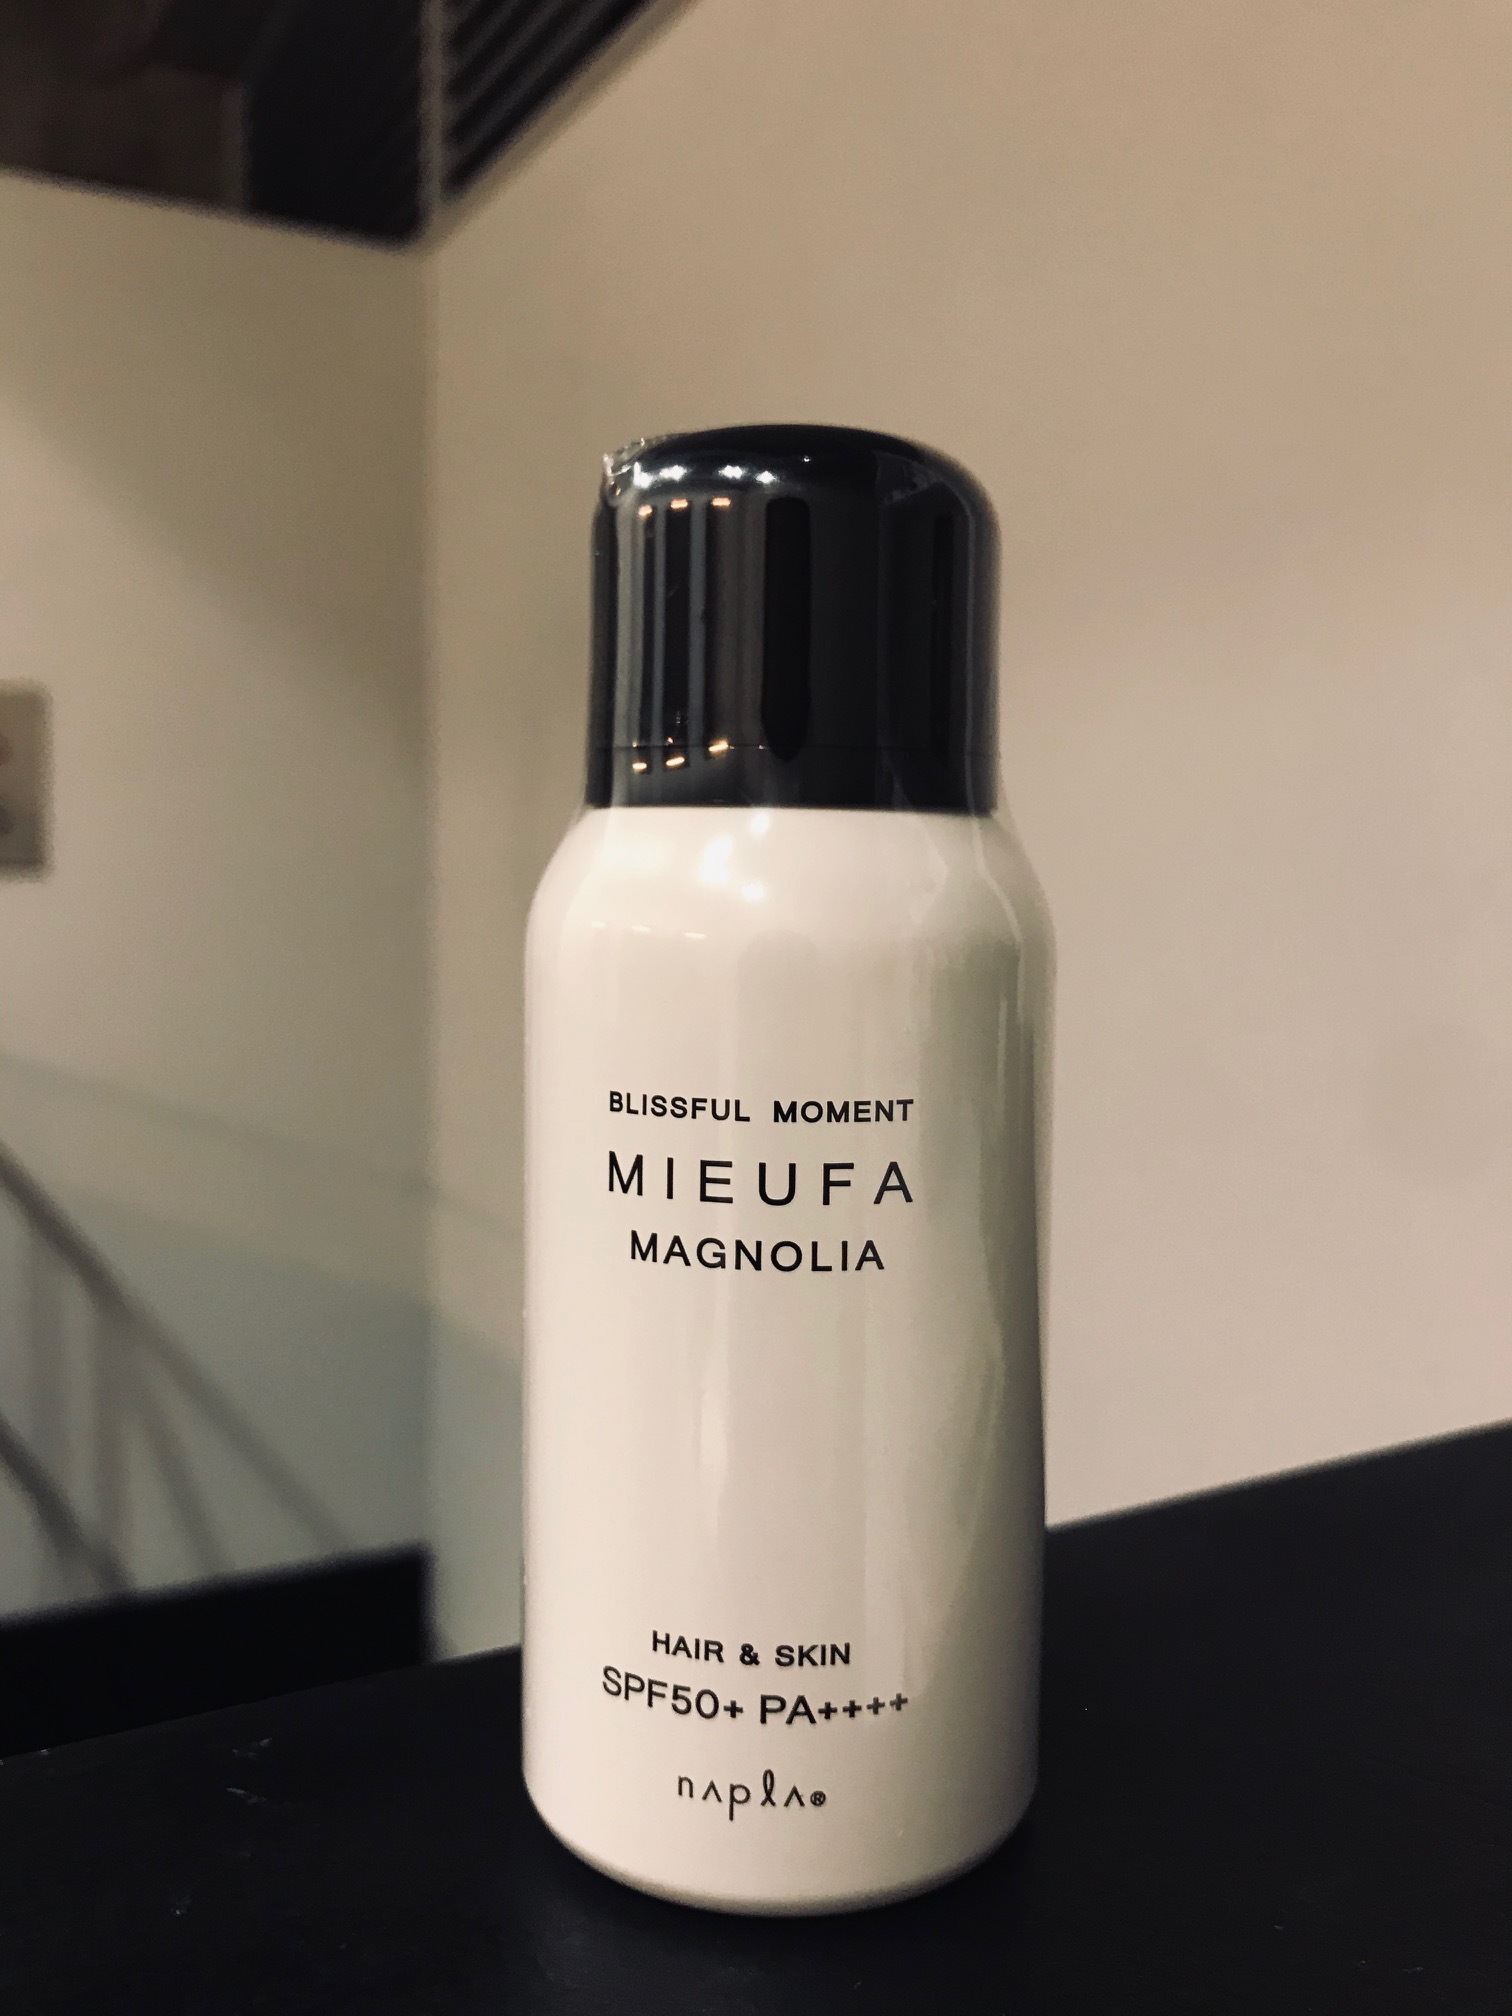 BLISSFUL MOMENT
MIEUFA
MAGNOLIA
HAIR & SKIN
SPF50+ PA++++
napla®